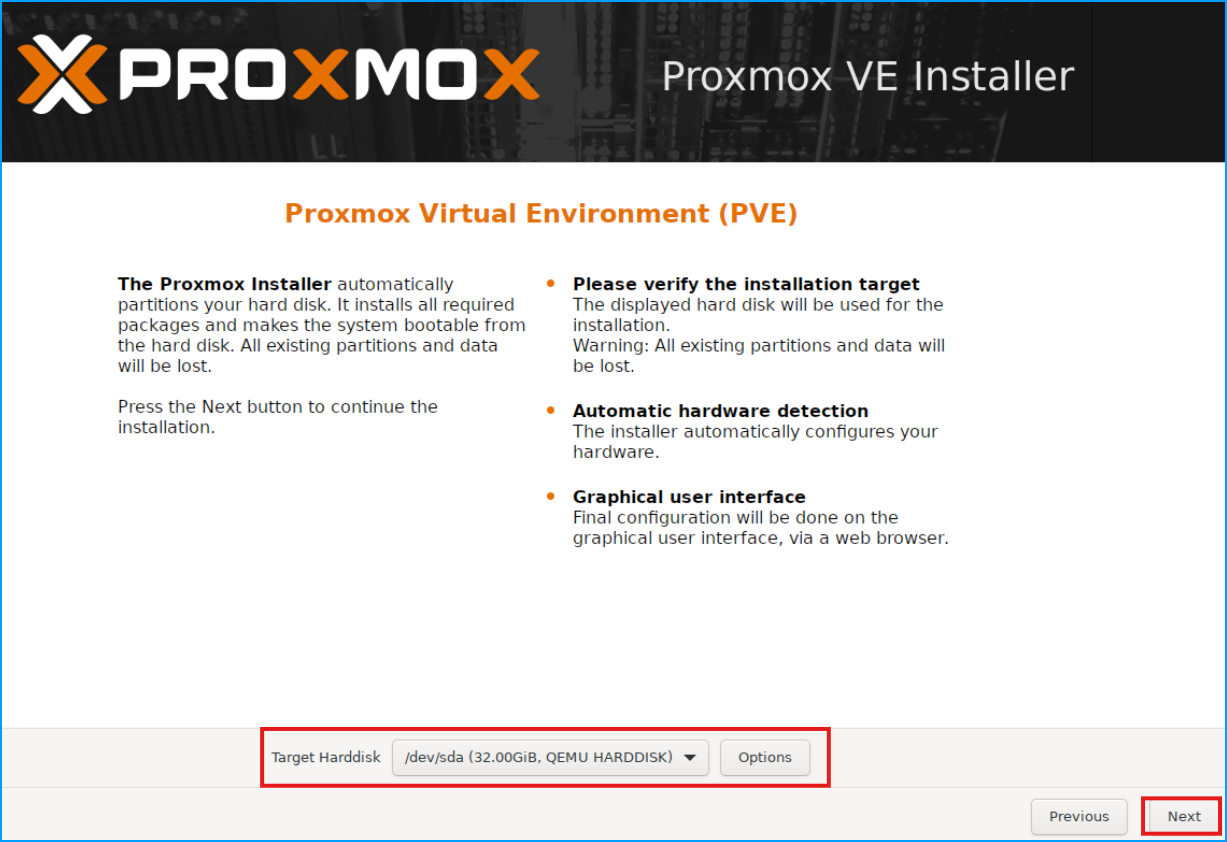 PROXMOX
Proxmox VE Installer
Proxmox Virtual Environment (PVE)
The Proxmox Installer automatically
partitions your hard disk. It installs all required
packages and makes the system bootable from
the hard disk. All existing partitions and data
will be lost.
Press the Next button to continue the
installation.
Please verify the installation target
The displayed hard disk will be used for the
installation.
Warning: All existing partitions and data will
be lost.
Automatic hardware detection
The installer automatically configures your
hardware.
Graphical user interface
Final configuration will be done on the
graphical user interface, via a web browser.
Target Harddisk /dev/sda (32.00GiB, QEMU HARDDISK) Options
Previous Next